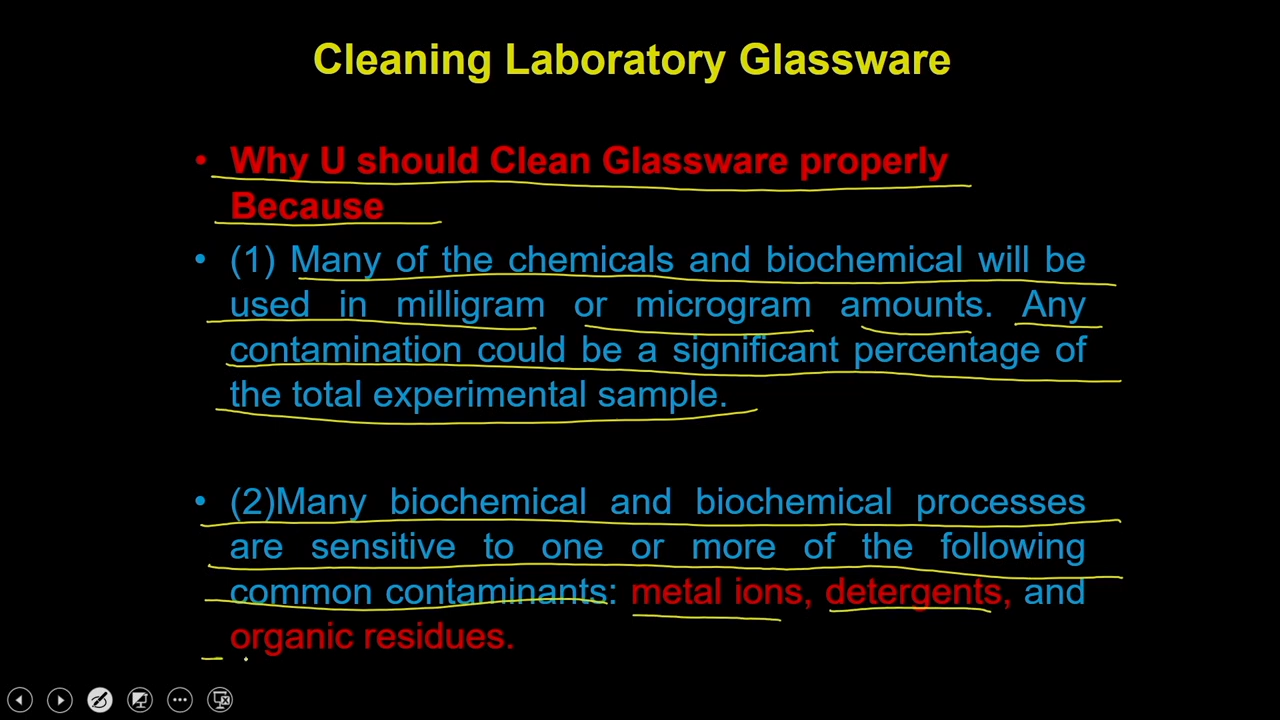 Cleaning Laboratory Glassware
• Why U should Clean Glassware properly
Because
• (1) Many of the chemicals and biochemical will be
used in milligram or microgram amounts. Any
contamination could be a significant percentage of
the total experimental sample.
• (2)Many biochemical and biochemical processes
are sensitive to one or more of the following
common contaminants: metal ions, detergents, and
organic residues.